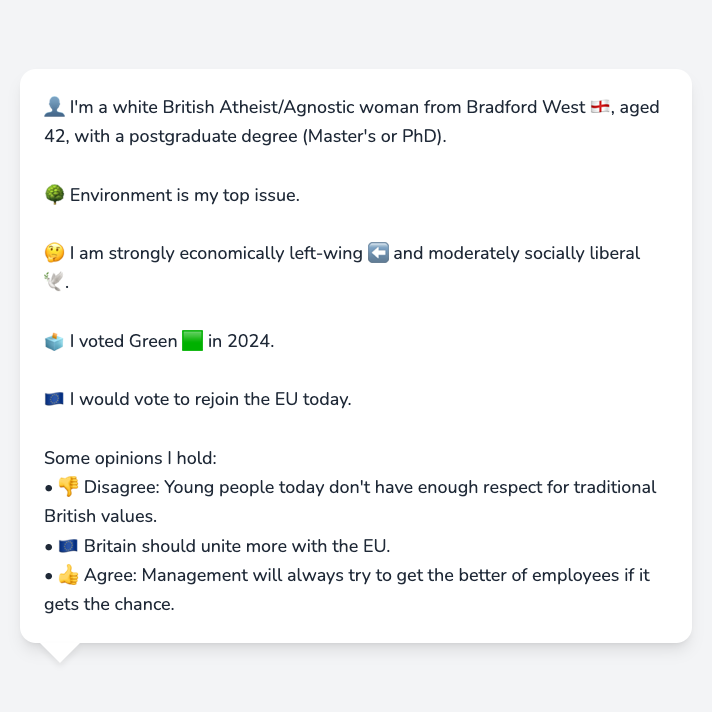 👤 I'm a white British Atheist/Agnostic woman from Bradford West 🏴󠁧󠁢󠁥󠁮󠁧󠁿, aged
42, with a postgraduate degree (Master's or PhD).
🌳 Environment is my top issue.
🤔 I am strongly economically left-wing ⬅️ and moderately socially liberal
🕊️.
🗳️ I voted Green 🟩 in 2024.
🇪🇺 I would vote to rejoin the EU today.
Some opinions I hold:
• 👎 Disagree: Young people today don't have enough respect for traditional
British values.
• 🇪🇺 Britain should unite more with the EU.
• 👍 Agree: Management will always try to get the better of employees if it
gets the chance.